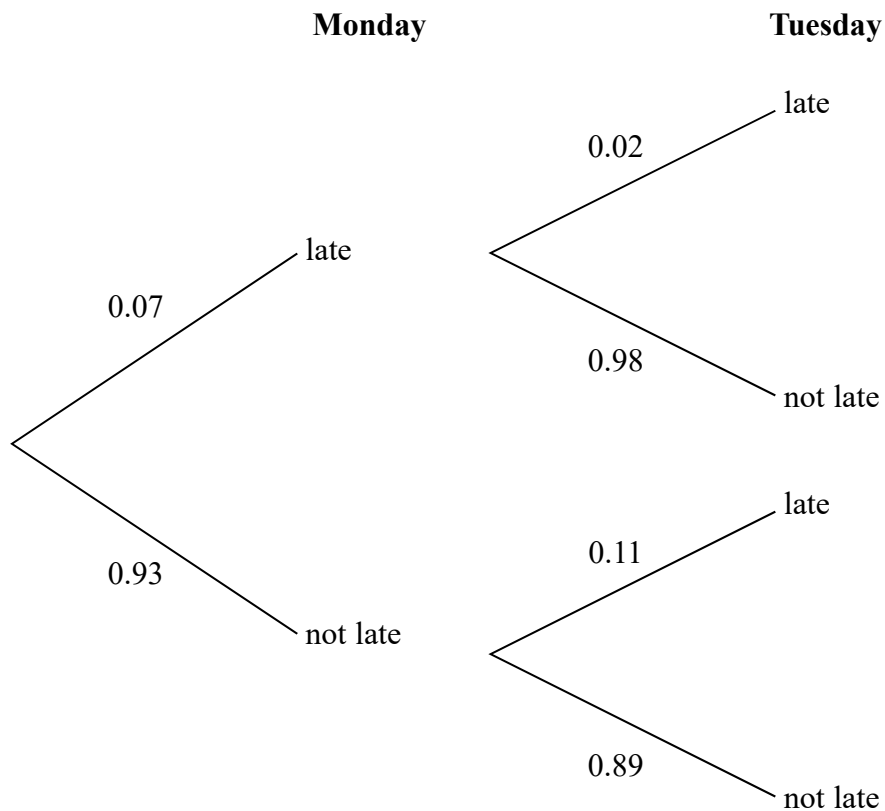 Monday
Tuesday
late
0.02
late
0.07
0.98
not late
late
0.11
0.93
not late
0.89
not late